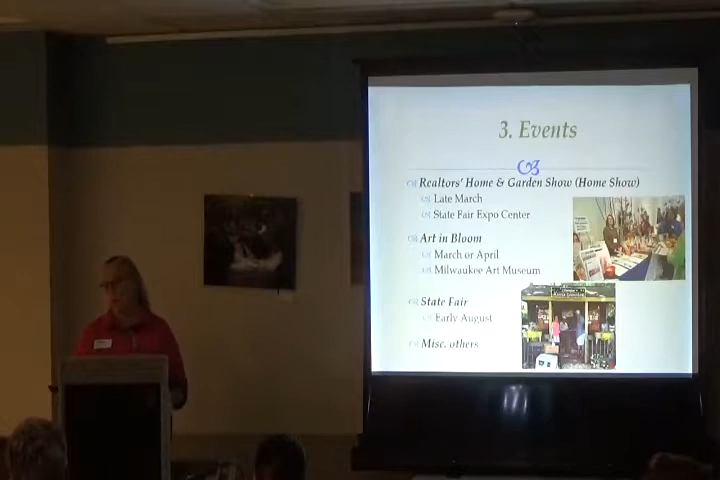 3. Events
Realtors' Home & Garden Show (Home Show)
Late March
State Fair Expo Center
Art in Bloom
March or April
Milwaukee Art Museum
State Fair
Early August
Misc. others